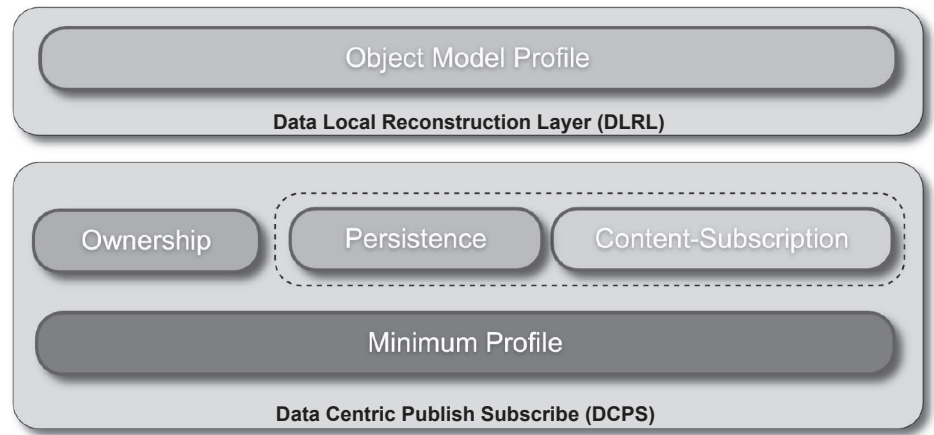 Object Model Profile
Data Local Reconstruction Layer (DLRL)
Ownership
Persistence
Content-Subscription
Minimum Profile
Data Centric Publish Subscribe (DCPS)